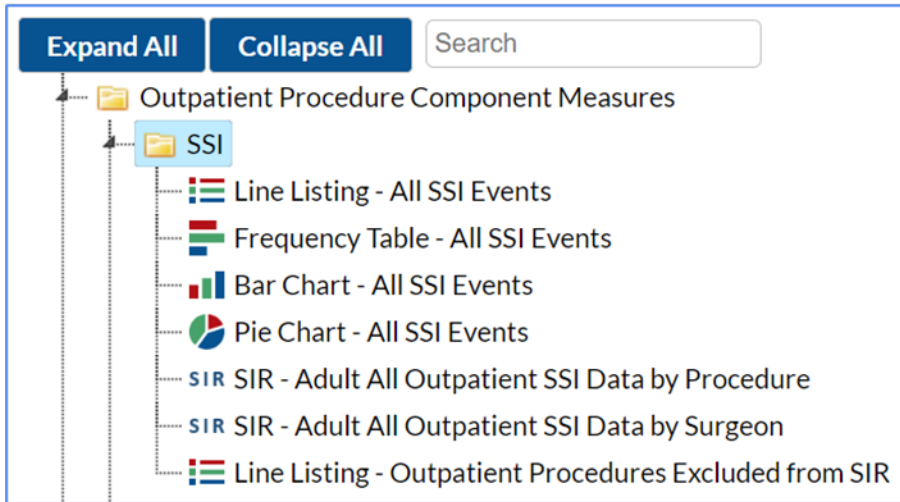 Expand All Collapse All Search
Outpatient Procedure Component Measures
SSI
Line Listing - All SSI Events
Frequency Table - All SSI Events
Bar Chart - All SSI Events
Pie Chart - All SSI Events
SIR SIR - Adult All Outpatient SSI Data by Procedure
SIR SIR - Adult All Outpatient SSI Data by Surgeon
Line Listing - Outpatient Procedures Excluded from SIR